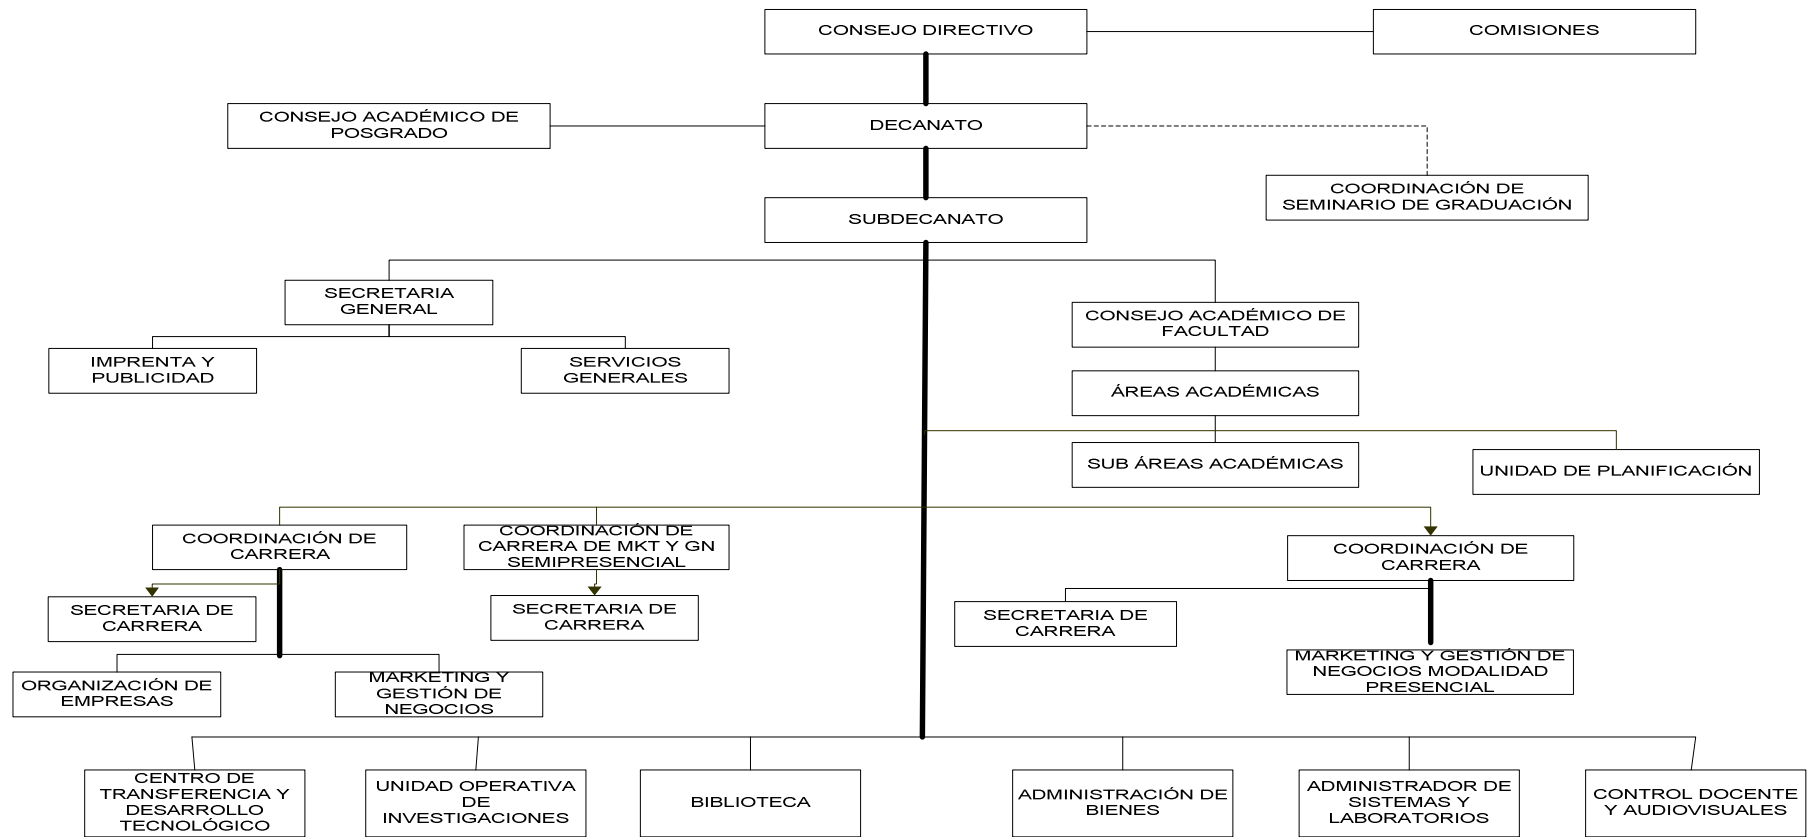 CONSEJO DIRECTIVO
COMISIONES
CONSEJO ACADÉMICO DE
POSGRADO
DECANATO
COORDINACIÓN DE
SEMINARIO DE GRADUACIÓN
SUBDECANATO
SECRETARIA
GENERAL
CONSEJO ACADÉMICO DE
FACULTAD
IMPRENTA Y
PUBLICIDAD
SERVICIOS
GENERALES
ÁREAS ACADÉMICAS
SUB ÁREAS ACADÉMICAS
UNIDAD DE PLANIFICACIÓN
COORDINACIÓN DE
CARRERA
COORDINACIÓN DE
CARRERA DE MKT Y GN
SEMIPRESENCIAL
COORDINACIÓN DE
CARRERA
SECRETARIA DE
CARRERA
SECRETARIA DE
CARRERA
SECRETARIA DE
CARRERA
ORGANIZACIÓN DE
EMPRESAS
MARKETING Y
GESTIÓN DE
NEGOCIOS
MARKETING Y GESTIÓN DE
NEGOCIOS MODALIDAD
PRESENCIAL
CENTRO DE
TRANSFERENCIA Y
DESARROLLO
TECNOLÓGICO
UNIDAD OPERATIVA
DE
INVESTIGACIONES
BIBLIOTECA
ADMINISTRACIÓN DE
BIENES
ADMINISTRADOR DE
SISTEMAS Y
LABORATORIOS
CONTROL DOCENTE
Y AUDIOVISUALES